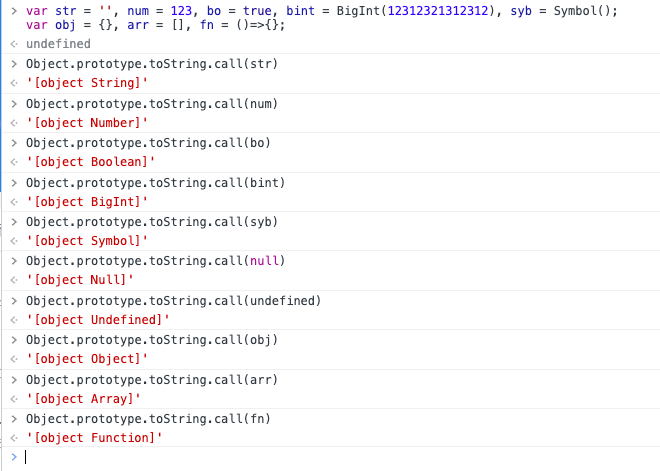 var str = '', num = 123, bo = true, bint = BigInt(12312321312312), syb = Symbol();
var obj = {}, arr = [], fn = ()=>{};
undefined
Object.prototype.toString.call(str)
'[object String]'
Object.prototype.toString.call(num)
'[object Number]'
Object.prototype.toString.call(bo)
'[object Boolean]'
Object.prototype.toString.call(bint)
'[object BigInt]'
Object.prototype.toString.call(syb)
'[object Symbol]'
Object.prototype.toString.call(null)
'[object Null]'
Object.prototype.toString.call(undefined)
'[object Undefined]'
Object.prototype.toString.call(obj)
'[object Object]'
Object.prototype.toString.call(arr)
'[object Array]'
Object.prototype.toString.call(fn)
'[object Function]'